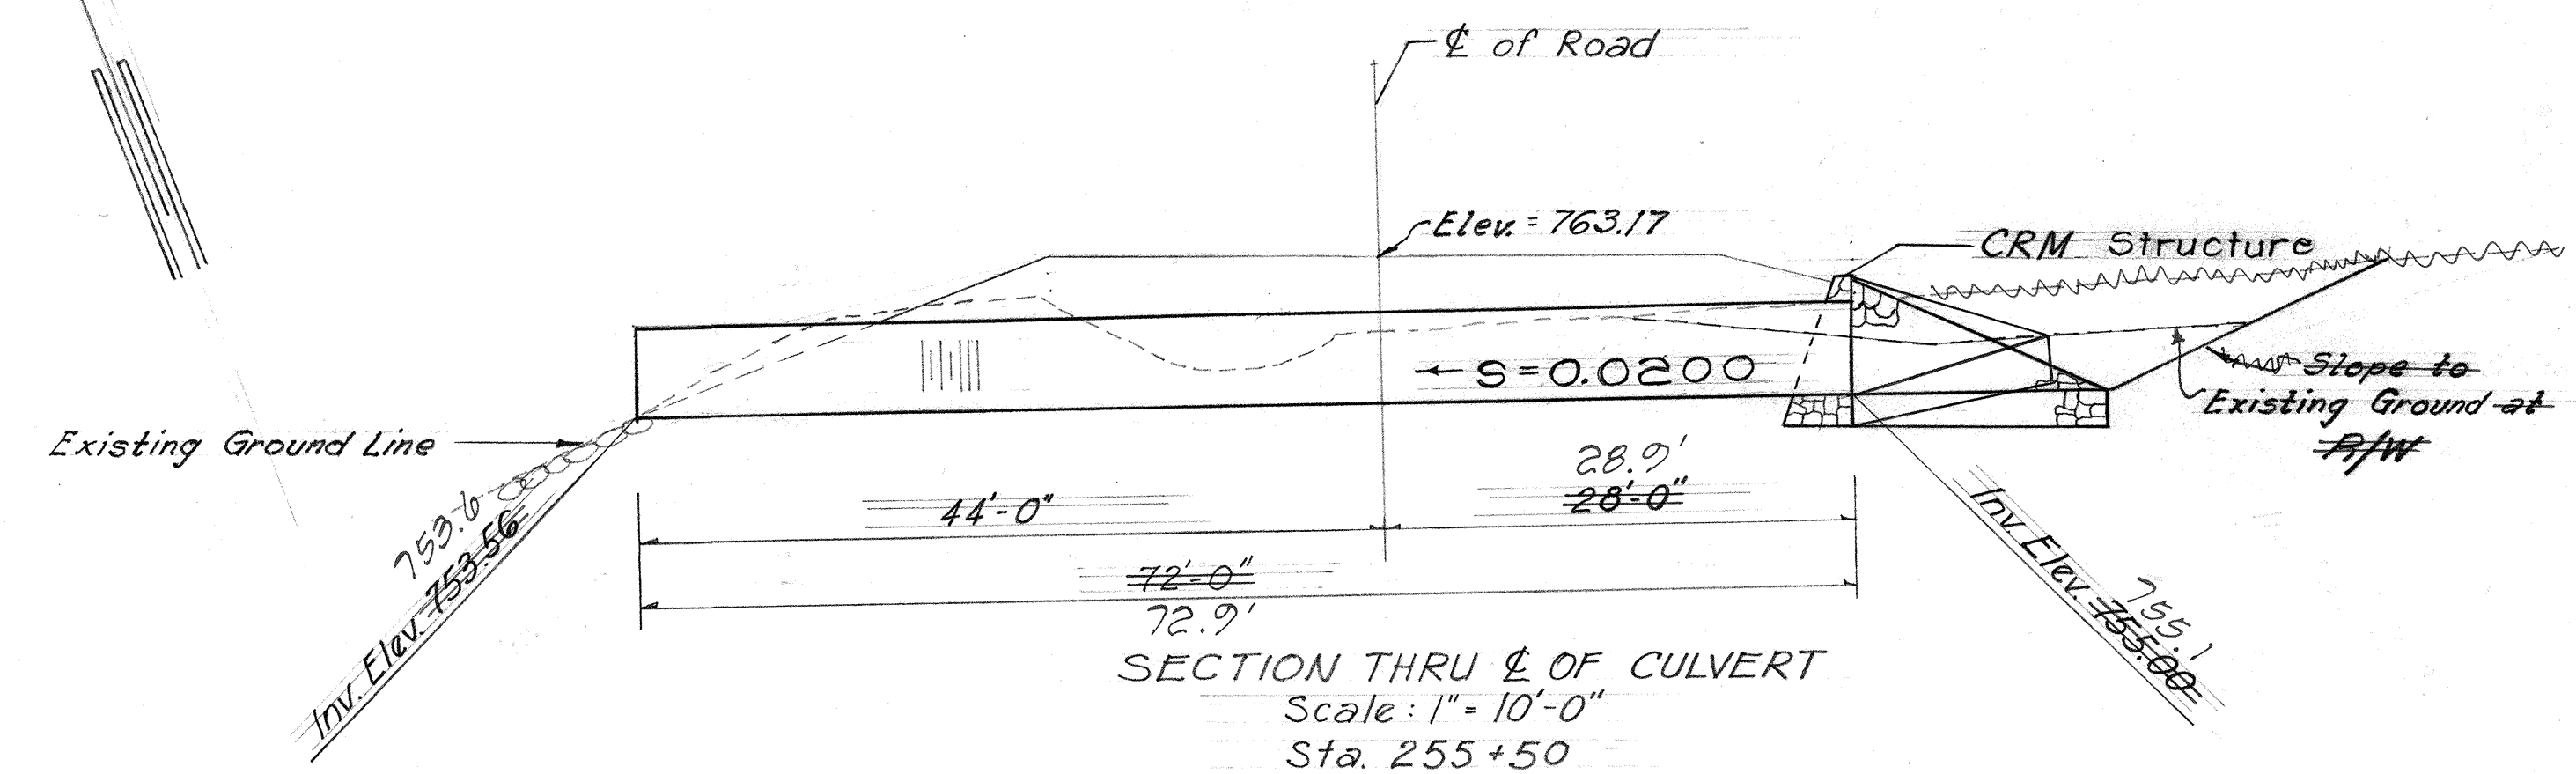 ℄ of Road
Elev. = 763.17
CRM Structure
S=0.0200
Slope to
Existing Ground at
R/W
Existing Ground Line
28.9'
28'-0"
44'-0"
753.6
Inv. Elev. 753.56
72'-0"
72.9'
755.1
Inv. Elev. 755.00
SECTION THRU ℄ OF CULVERT
Scale: 1" = 10'-0"
Sta. 255+50